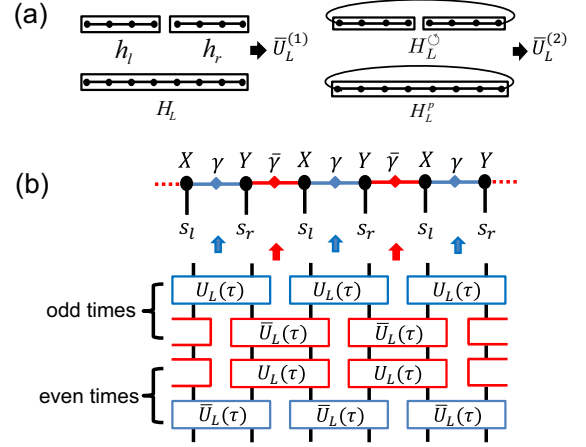 (a)
h_l h_r Ū_L^{(1)} H_L^↺ Ū_L^{(2)}
H_L H_L^p
(b)
X γ Y γ̄ X γ Y γ̄ X γ Y
s_l s_r s_l s_r s_l s_r
U_L(τ) U_L(τ) U_L(τ)
odd times
Ū_L(τ) Ū_L(τ)
U_L(τ) U_L(τ)
even times
Ū_L(τ) Ū_L(τ) Ū_L(τ)